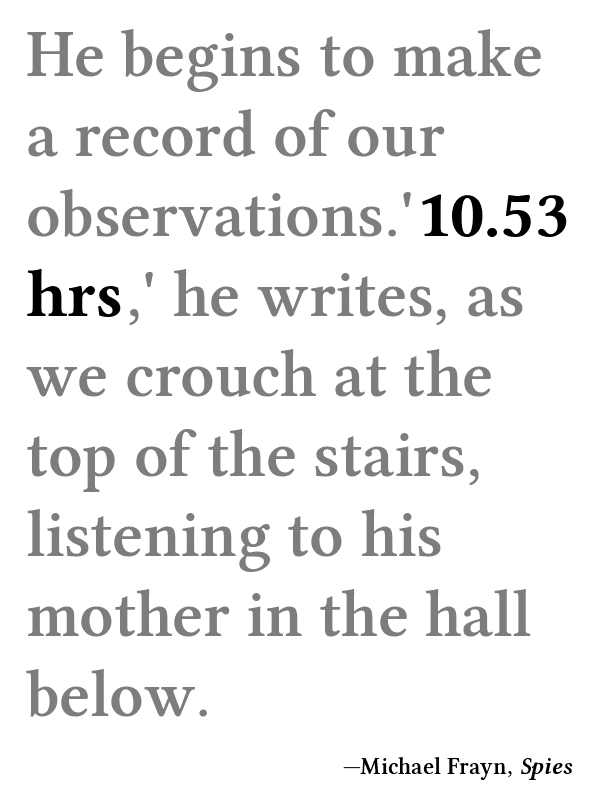 He begins to make
a record of our
observations.'10.53
hrs,' he writes, as
we crouch at the
top of the stairs,
listening to his
mother in the hall
below.
—Michael Frayn, Spies